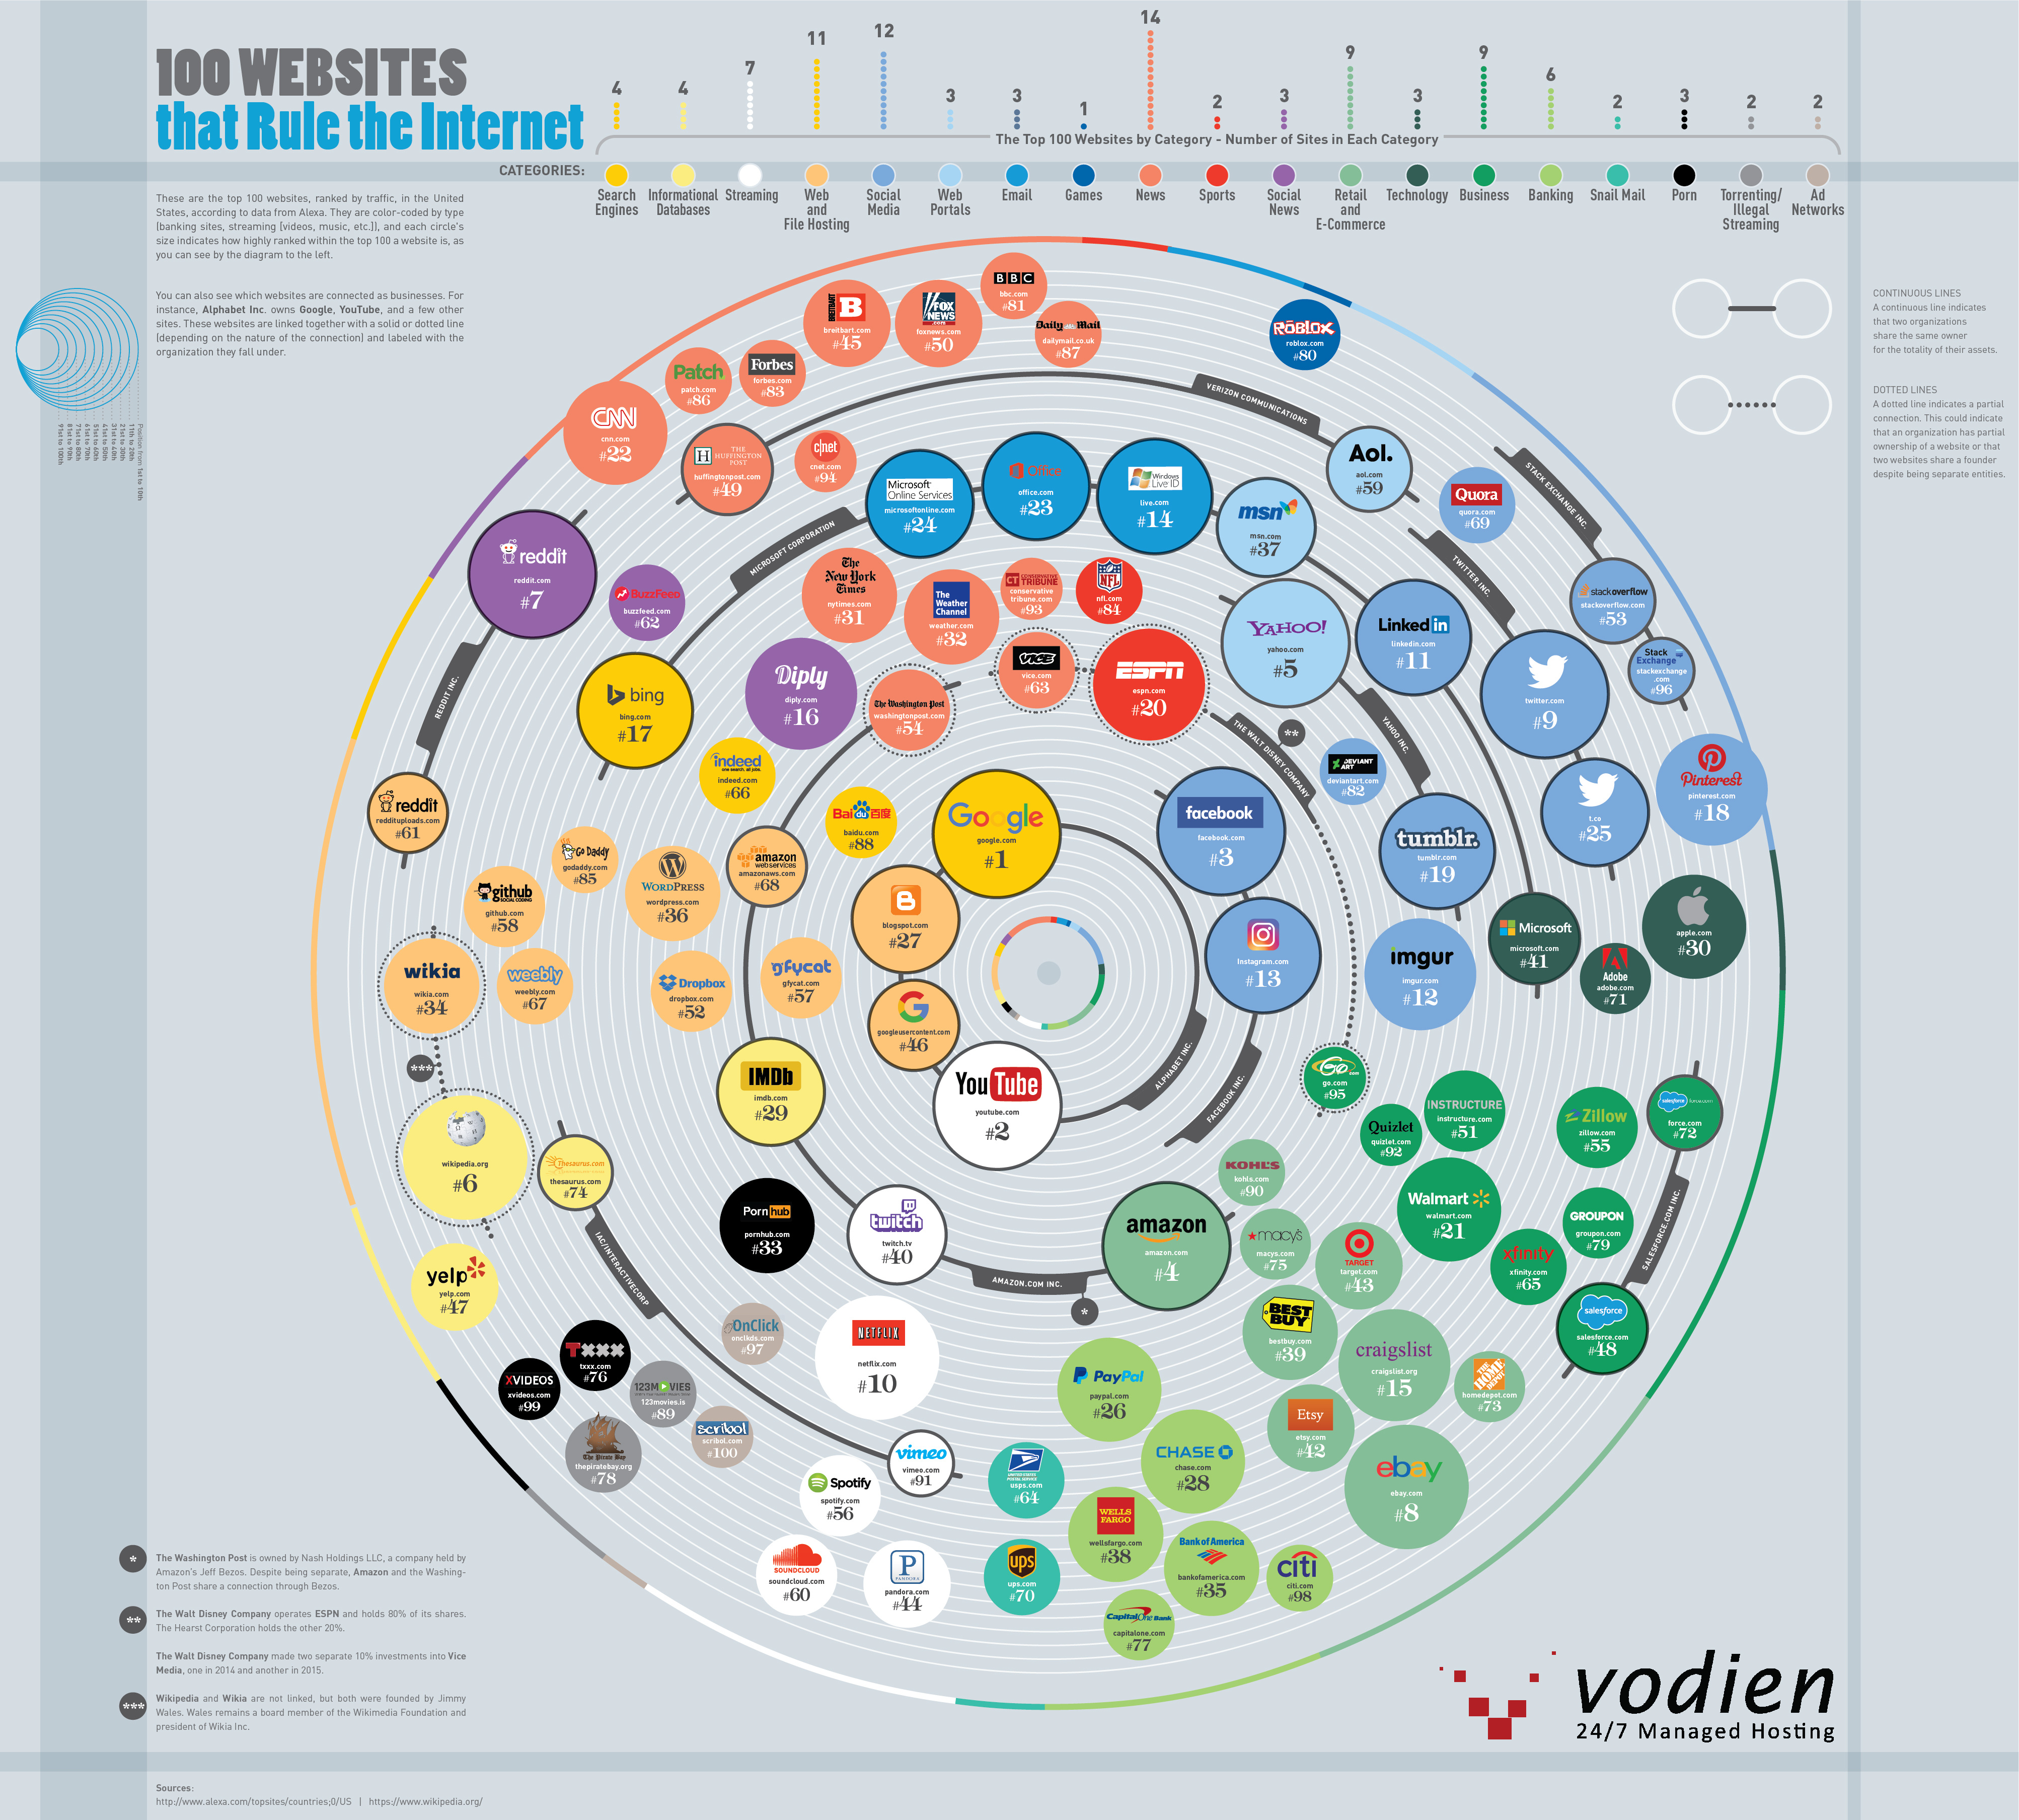 100 WEBSITES
that Rule the Internet
14
12
11
9
9
7
6
4
4
3
3
3
3
3
2
2
2
2
1
The Top 100 Websites by Category - Number of Sites in Each Category
CATEGORIES:
Search
Engines
Informational
Databases
Streaming
Web
and
File Hosting
Social
Media
Web
Portals
Email
Games
News
Sports
Social
News
Retail
and
E-Commerce
Technology
Business
Banking
Snail Mail
Porn
Torrenting/
Illegal
Streaming
Ad
Networks
These are the top 100 websites, ranked by traffic, in the United
States, according to data from Alexa. They are color-coded by type
[banking sites, streaming [videos, music, etc.]], and each circle's
size indicates how highly ranked within the top 100 a website is, as
you can see by the diagram to the left.
You can also see which websites are connected as businesses. For
instance, Alphabet Inc. owns Google, YouTube, and a few other
sites. These websites are linked together with a solid or dotted line
[depending on the nature of the connection] and labeled with the
organization they fall under.
Position from 1st to 10th
11th to 20th
21st to 30th
31st to 40th
41st to 50th
51st to 60th
61st to 70th
71st to 80th
81st to 90th
91st to 100th
CONTINUOUS LINES
A continuous line indicates
that two organizations
share the same owner
for the totality of their assets.
DOTTED LINES
A dotted line indicates a partial
connection. This could indicate
that an organization has partial
ownership of a website or that
two websites share a founder
despite being separate entities.
BBC
bbc.com
#81
BREITBART
B
breitbart.com
#45
FOX
NEWS
.com
foxnews.com
#50
Daily Mail
dailymail.co.uk
#87
ROBLOX
roblox.com
#80
Patch
patch.com
#86
Forbes
forbes.com
#83
CNN
cnn.com
#22
VERIZON COMMUNICATIONS
H THE
HUFFINGTON
POST
huffingtonpost.com
#49
c|net
cnet.com
#94
Microsoft
Online Services
microsoftonline.com
#24
Office
office.com
#23
Windows
Live ID
live.com
#14
msn
msn.com
#37
Aol.
aol.com
#59
Quora
quora.com
#69
STACK EXCHANGE INC.
TWITTER INC.
MICROSOFT CORPORATION
reddit
reddit.com
#7
BuzzFeed
buzzfeed.com
#62
The
New York
Times
nytimes.com
#31
The
Weather
Channel
weather.com
#32
CT CONSERVATIVE
TRIBUNE
conservative
tribune.com
#93
NFL
nfl.com
#84
YAHOO!
yahoo.com
#5
Linked in
linkedin.com
#11
stackoverflow
stackoverflow.com
#53
Stack
Exchange
stackexchange
.com
#96
twitter.com
#9
REDDIT INC.
bing
bing.com
#17
Diply
diply.com
#16
The Washington Post
washingtonpost.com
#54
VICE
vice.com
#63
ESPN
espn.com
#20
THE WALT DISNEY COMPANY
**
YAHOO INC.
DEVIANT
ART
deviantart.com
#82
Pinterest
pinterest.com
#18
t.co
#25
indeed
one search. all jobs.
indeed.com
#66
Bai du 百度
baidu.com
#88
Google
google.com
#1
facebook
facebook.com
#3
tumblr.
tumblr.com
#19
reddit
reddituploads.com
#61
Go Daddy
godaddy.com
#85
github
SOCIAL CODING
github.com
#58
WORDPRESS
wordpress.com
#36
amazon
webservices
amazonaws.com
#68
blogspot.com
#27
Instagram.com
#13
imgur
imgur.com
#12
Microsoft
microsoft.com
#41
Adobe
adobe.com
#71
apple.com
#30
wikia
wikia.com
#34
weebly
weebly.com
#67
Dropbox
dropbox.com
#52
gfycat
gfycat.com
#57
googleusercontent.com
#46
ALPHABET INC.
FACEBOOK INC.
***
IMDb
imdb.com
#29
YouTube
youtube.com
#2
Go.com
go.com
#95
INSTRUCTURE
instructure.com
#51
Quizlet
quizlet.com
#92
Zillow
zillow.com
#55
salesforce
force.com
#72
wikipedia.org
#6
Thesaurus.com
thesaurus.com
#74
Porn hub
pornhub.com
#33
twitch
twitch.tv
#40
AMAZON.COM INC.
*
amazon
amazon.com
#4
KOHL'S
kohls.com
#90
macy's
macys.com
#75
TARGET
target.com
#43
Walmart
walmart.com
#21
xfinity
xfinity.com
#65
GROUPON
groupon.com
#79
SALESFORCE.COM INC.
salesforce
salesforce.com
#48
yelp
yelp.com
#47
IAC/INTERACTIVECORP
OnClick
onclkds.com
#97
NETFLIX
netflix.com
#10
BEST
BUY
bestbuy.com
#39
craigslist
craigslist.org
#15
THE HOME DEPOT
homedepot.com
#73
TXXX
txxx.com
#76
XVIDEOS
xvideos.com
#99
123MOVIES
123movies.is
#89
The Pirate Bay
thepiratebay.org
#78
scribol
scribol.com
#100
vimeo
vimeo.com
#91
PayPal
paypal.com
#26
Etsy
etsy.com
#42
ebay
ebay.com
#8
CHASE
chase.com
#28
Spotify
spotify.com
#56
UNITED STATES
POSTAL SERVICE
usps.com
#64
WELLS
FARGO
wellsfargo.com
#38
SOUNDCLOUD
soundcloud.com
#60
P
PANDORA
pandora.com
#44
ups
ups.com
#70
Bank of America
bankofamerica.com
#35
citi
citi.com
#98
Capital One Bank
capitalone.com
#77
* The Washington Post is owned by Nash Holdings LLC, a company held by
Amazon's Jeff Bezos. Despite being separate, Amazon and the Washing-
ton Post share a connection through Bezos.
** The Walt Disney Company operates ESPN and holds 80% of its shares.
The Hearst Corporation holds the other 20%.
The Walt Disney Company made two separate 10% investments into Vice
Media, one in 2014 and another in 2015.
*** Wikipedia and Wikia are not linked, but both were founded by Jimmy
Wales. Wales remains a board member of the Wikimedia Foundation and
president of Wikia Inc.
vodien
24/7 Managed Hosting
Sources:
http://www.alexa.com/topsites/countries;0/US | https://www.wikipedia.org/